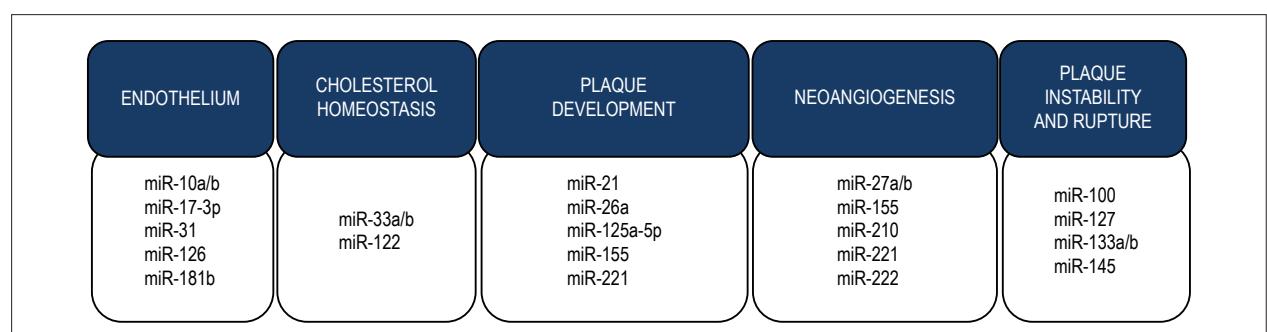 ENDOTHELIUM
miR-10a/b
miR-17-3p
miR-31
miR-126
miR-181b
CHOLESTEROL
HOMEOSTASIS
miR-33a/b
miR-122
PLAQUE
DEVELOPMENT
miR-21
miR-26a
miR-125a-5p
miR-155
miR-221
NEOANGIOGENESIS
miR-27a/b
miR-155
miR-210
miR-221
miR-222
PLAQUE
INSTABILITY
AND RUPTURE
miR-100
miR-127
miR-133a/b
miR-145